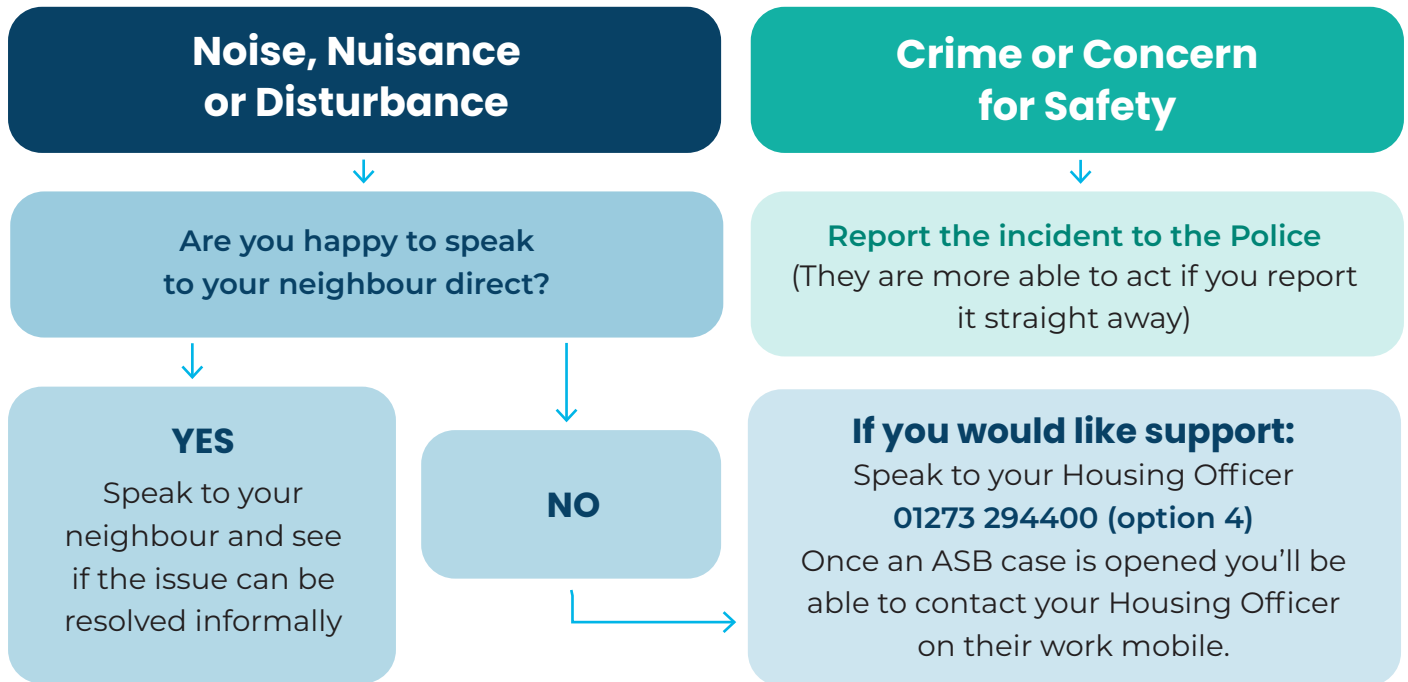 Noise, Nuisance
or Disturbance
Are you happy to speak
to your neighbour direct?
YES
Speak to your
neighbour and see
if the issue can be
resolved informally
NO
Crime or Concern
for Safety
Report the incident to the Police
(They are more able to act if you report
it straight away)
If you would like support:
Speak to your Housing Officer
01273 294400 (option 4)
Once an ASB case is opened you’ll be
able to contact your Housing Officer
on their work mobile.